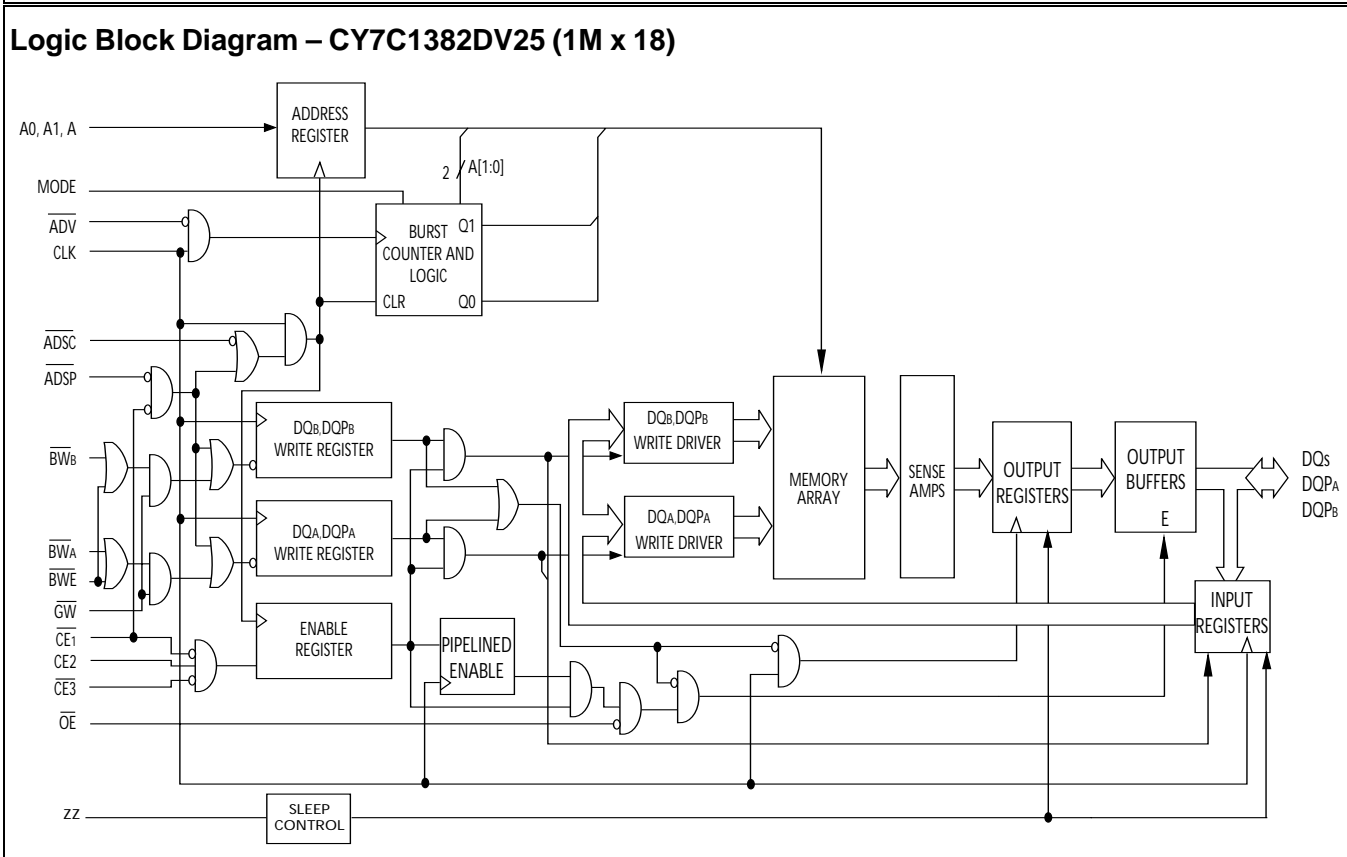 Logic Block Diagram – CY7C1382DV25 (1M x 18)
ADDRESS
REGISTER
A0, A1, A
2
A[1:0]
MODE
ADV
CLK
BURST
COUNTER AND
LOGIC
Q1
CLR
Q0
ADSC
ADSP
DQB,DQPB
WRITE REGISTER
DQB,DQPB
WRITE DRIVER
BWB
MEMORY
ARRAY
SENSE
AMPS
OUTPUT
REGISTERS
OUTPUT
BUFFERS
E
DQs
DQPA
DQPB
DQA,DQPA
WRITE REGISTER
DQA,DQPA
WRITE DRIVER
BWA
BWE
GW
CE1
CE2
CE3
ENABLE
REGISTER
PIPELINED
ENABLE
INPUT
REGISTERS
OE
ZZ
SLEEP
CONTROL